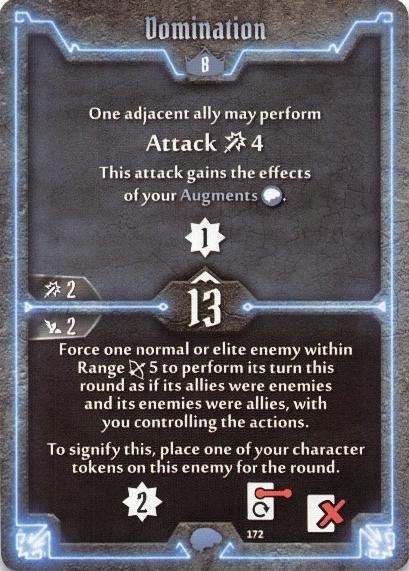 Domination
8
One adjacent ally may perform
Attack 4
This attack gains the effects
of your Augments .
1
2
13
2
Force one normal or elite enemy within
Range 5 to perform its turn this
round as if its allies were enemies
and its enemies were allies, with
you controlling the actions.
To signify this, place one of your character
tokens on this enemy for the round.
2
172